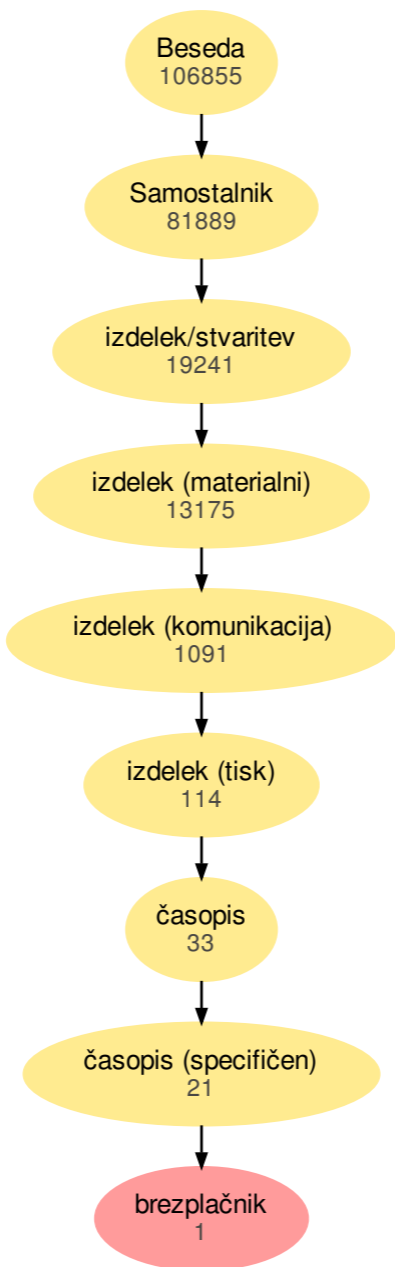 Beseda
106855
Samostalnik
81889
izdelek/stvaritev
19241
izdelek (materialni)
13175
izdelek (komunikacija)
1091
izdelek (tisk)
114
časopis
33
časopis (specifičen)
21
brezplačnik
1